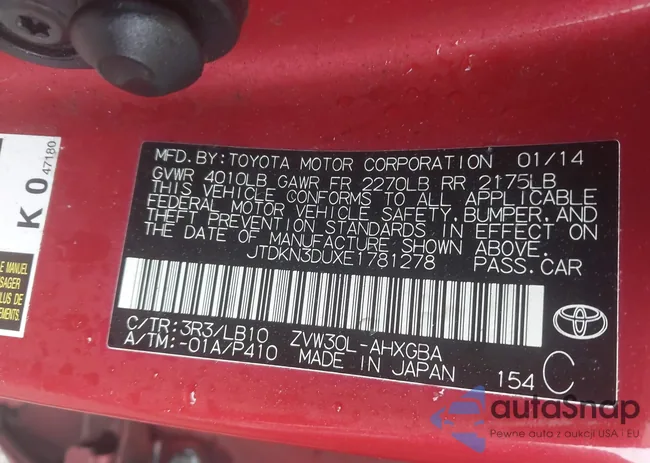 MFD. BY: TOYOTA MOTOR CORPORATION 01/14
GVWR 4010LB GAWR FR 2270LB RR 2175LB
THIS VEHICLE CONFORMS TO ALL APPLICABLE
FEDERAL MOTOR VEHICLE SAFETY, BUMPER, AND
THEFT PREVENTION STANDARDS IN EFFECT ON
THE DATE OF MANUFACTURE SHOWN ABOVE.
JTDKN3DUXE1781278 PASS. CAR
C/TR: 3R3/LB10 ZVW30L-AHXGBA
A/TM: -01A/P410 MADE IN JAPAN
154 C
K 0 47180
E MANUEL
SAGER
autoSnap
Pewne auta z aukcji USA i EU